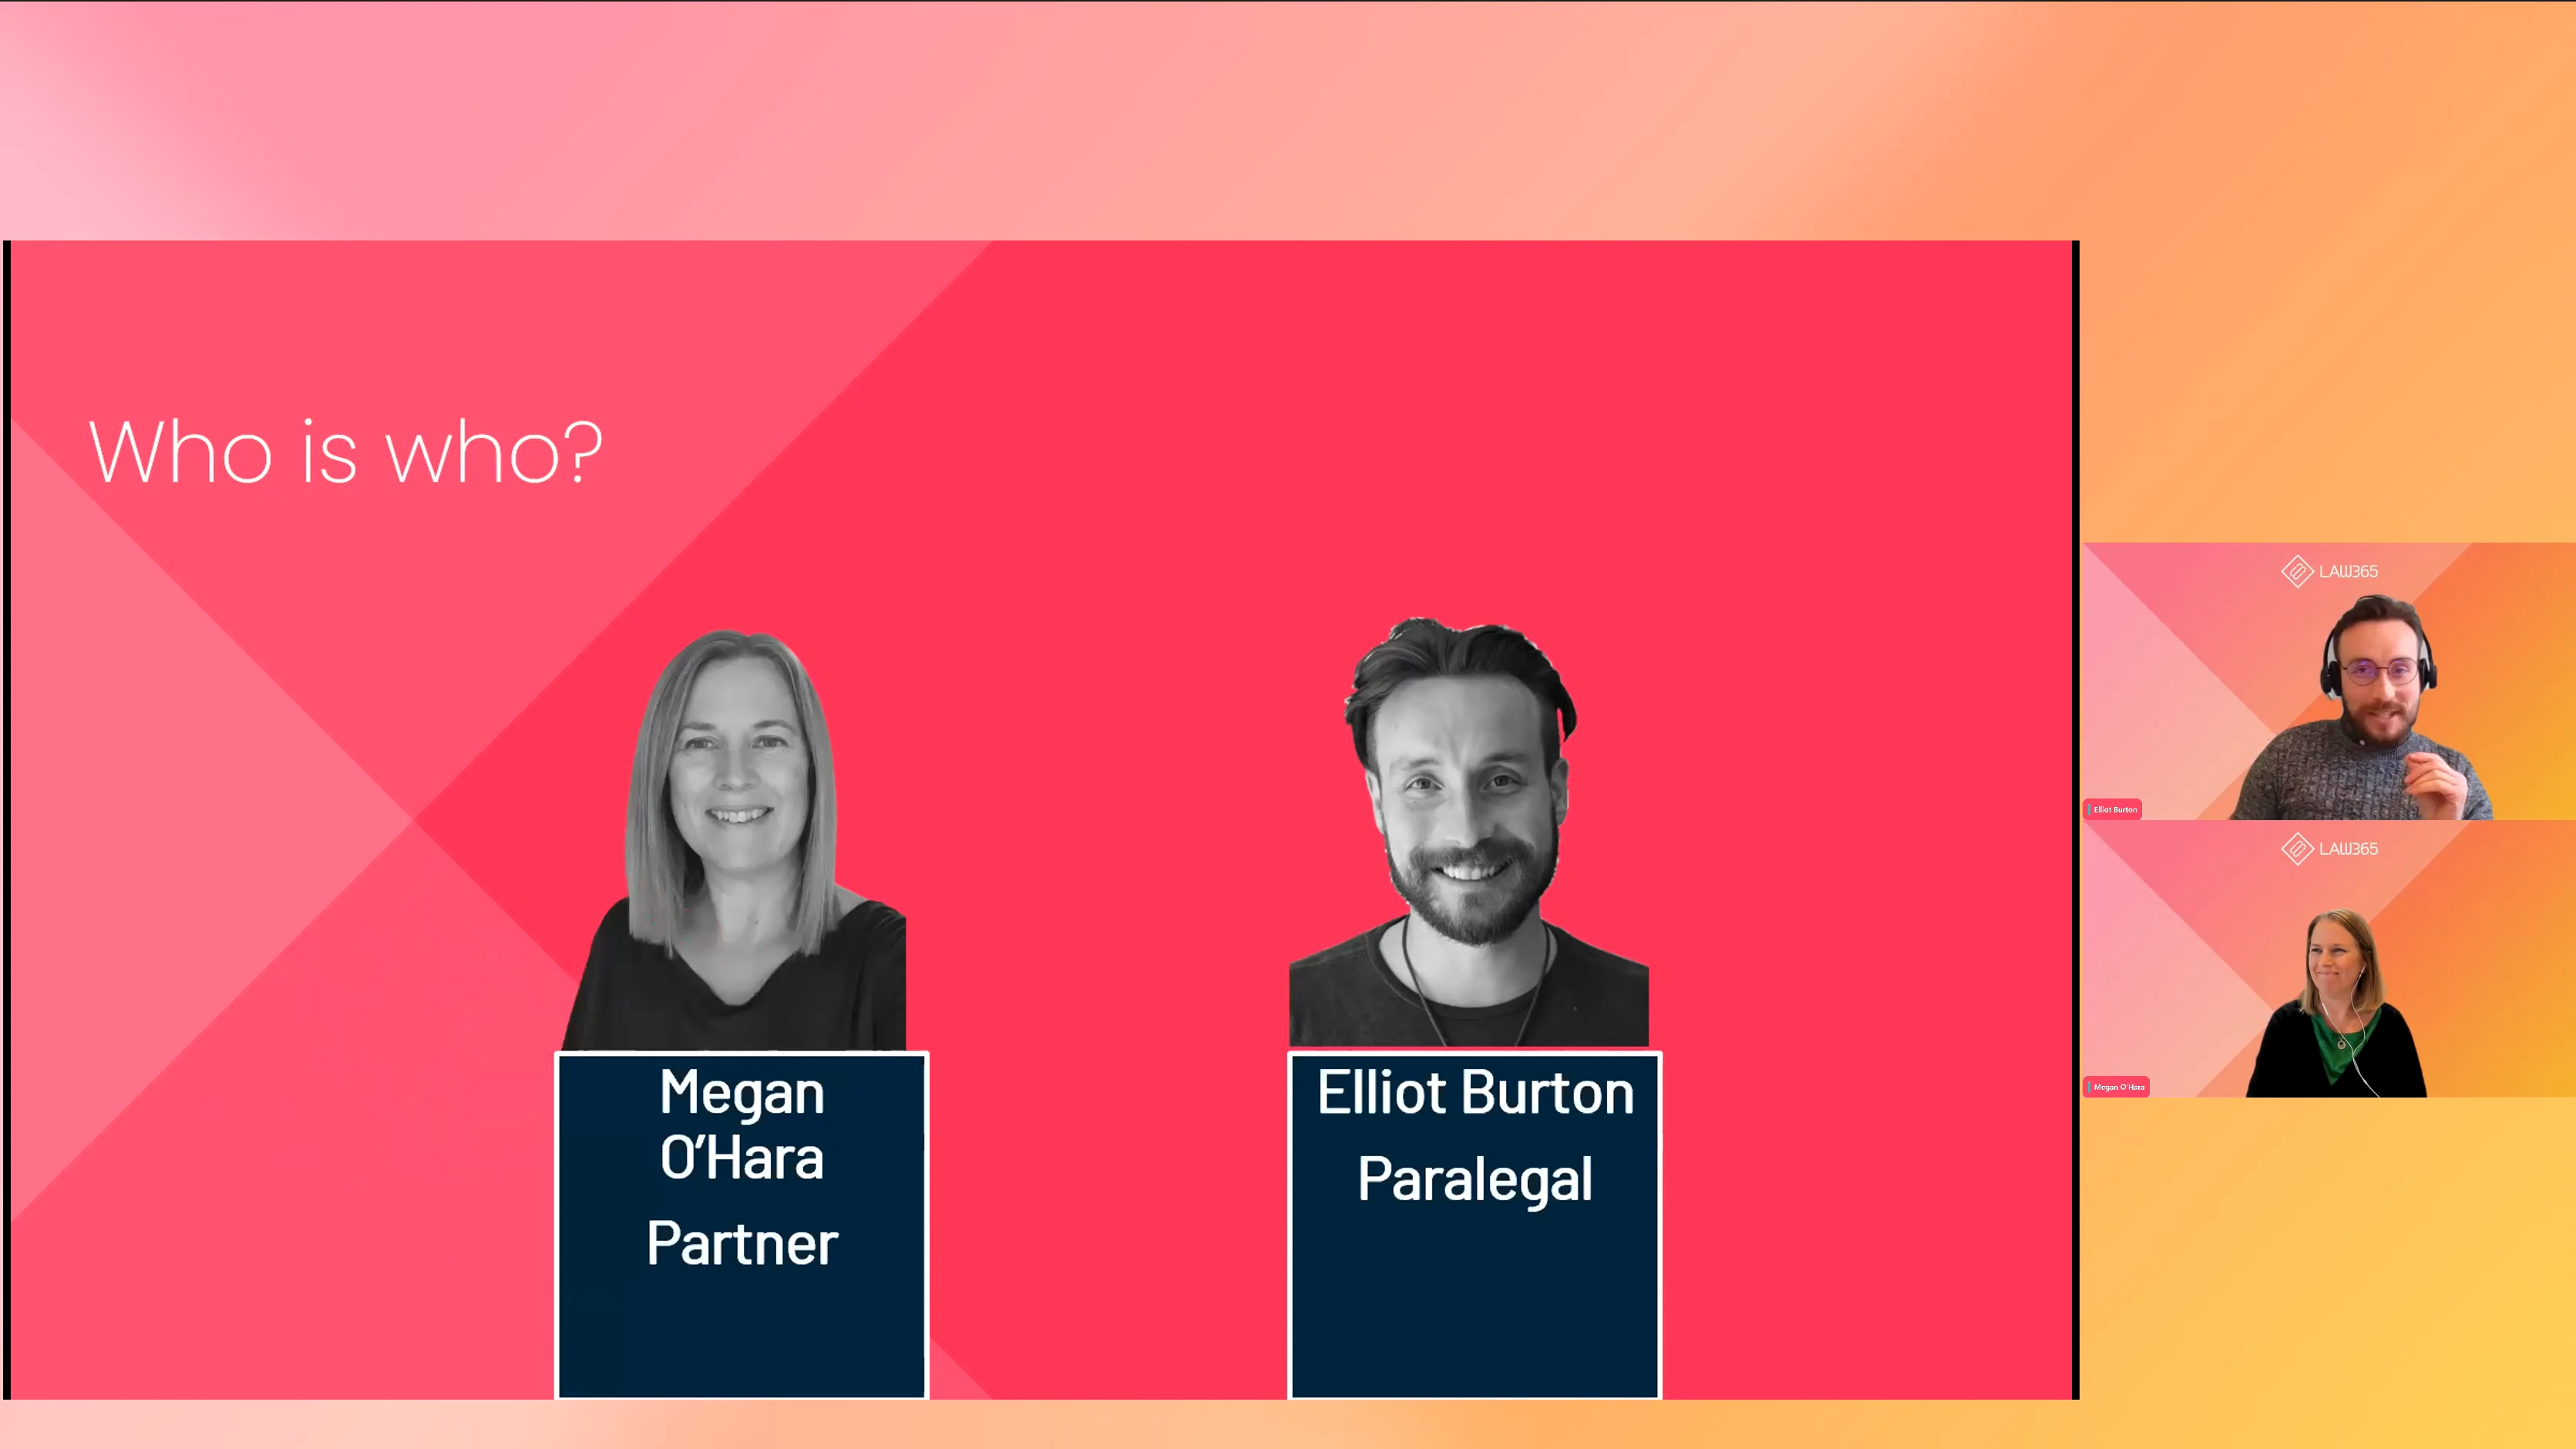 Who is who?
Megan
O'Hara
Partner
Elliot Burton
Paralegal
LAW365
Elliot Burton
LAW365
Megan O'Hara